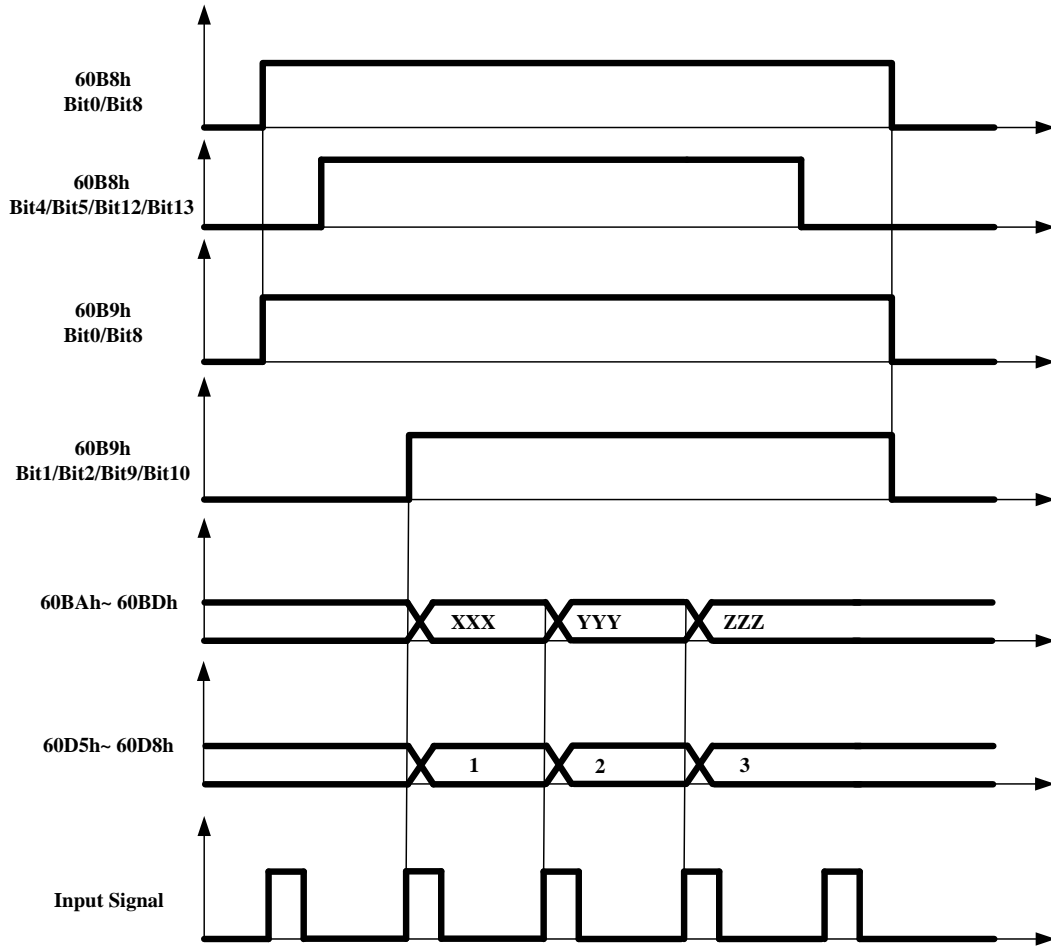 60B8h
Bit0/Bit8
60B8h
Bit4/Bit5/Bit12/Bit13
60B9h
Bit0/Bit8
60B9h
Bit1/Bit2/Bit9/Bit10
60BAh~ 60BDh
XXX
YYY
ZZZ
60D5h~ 60D8h
1
2
3
Input Signal